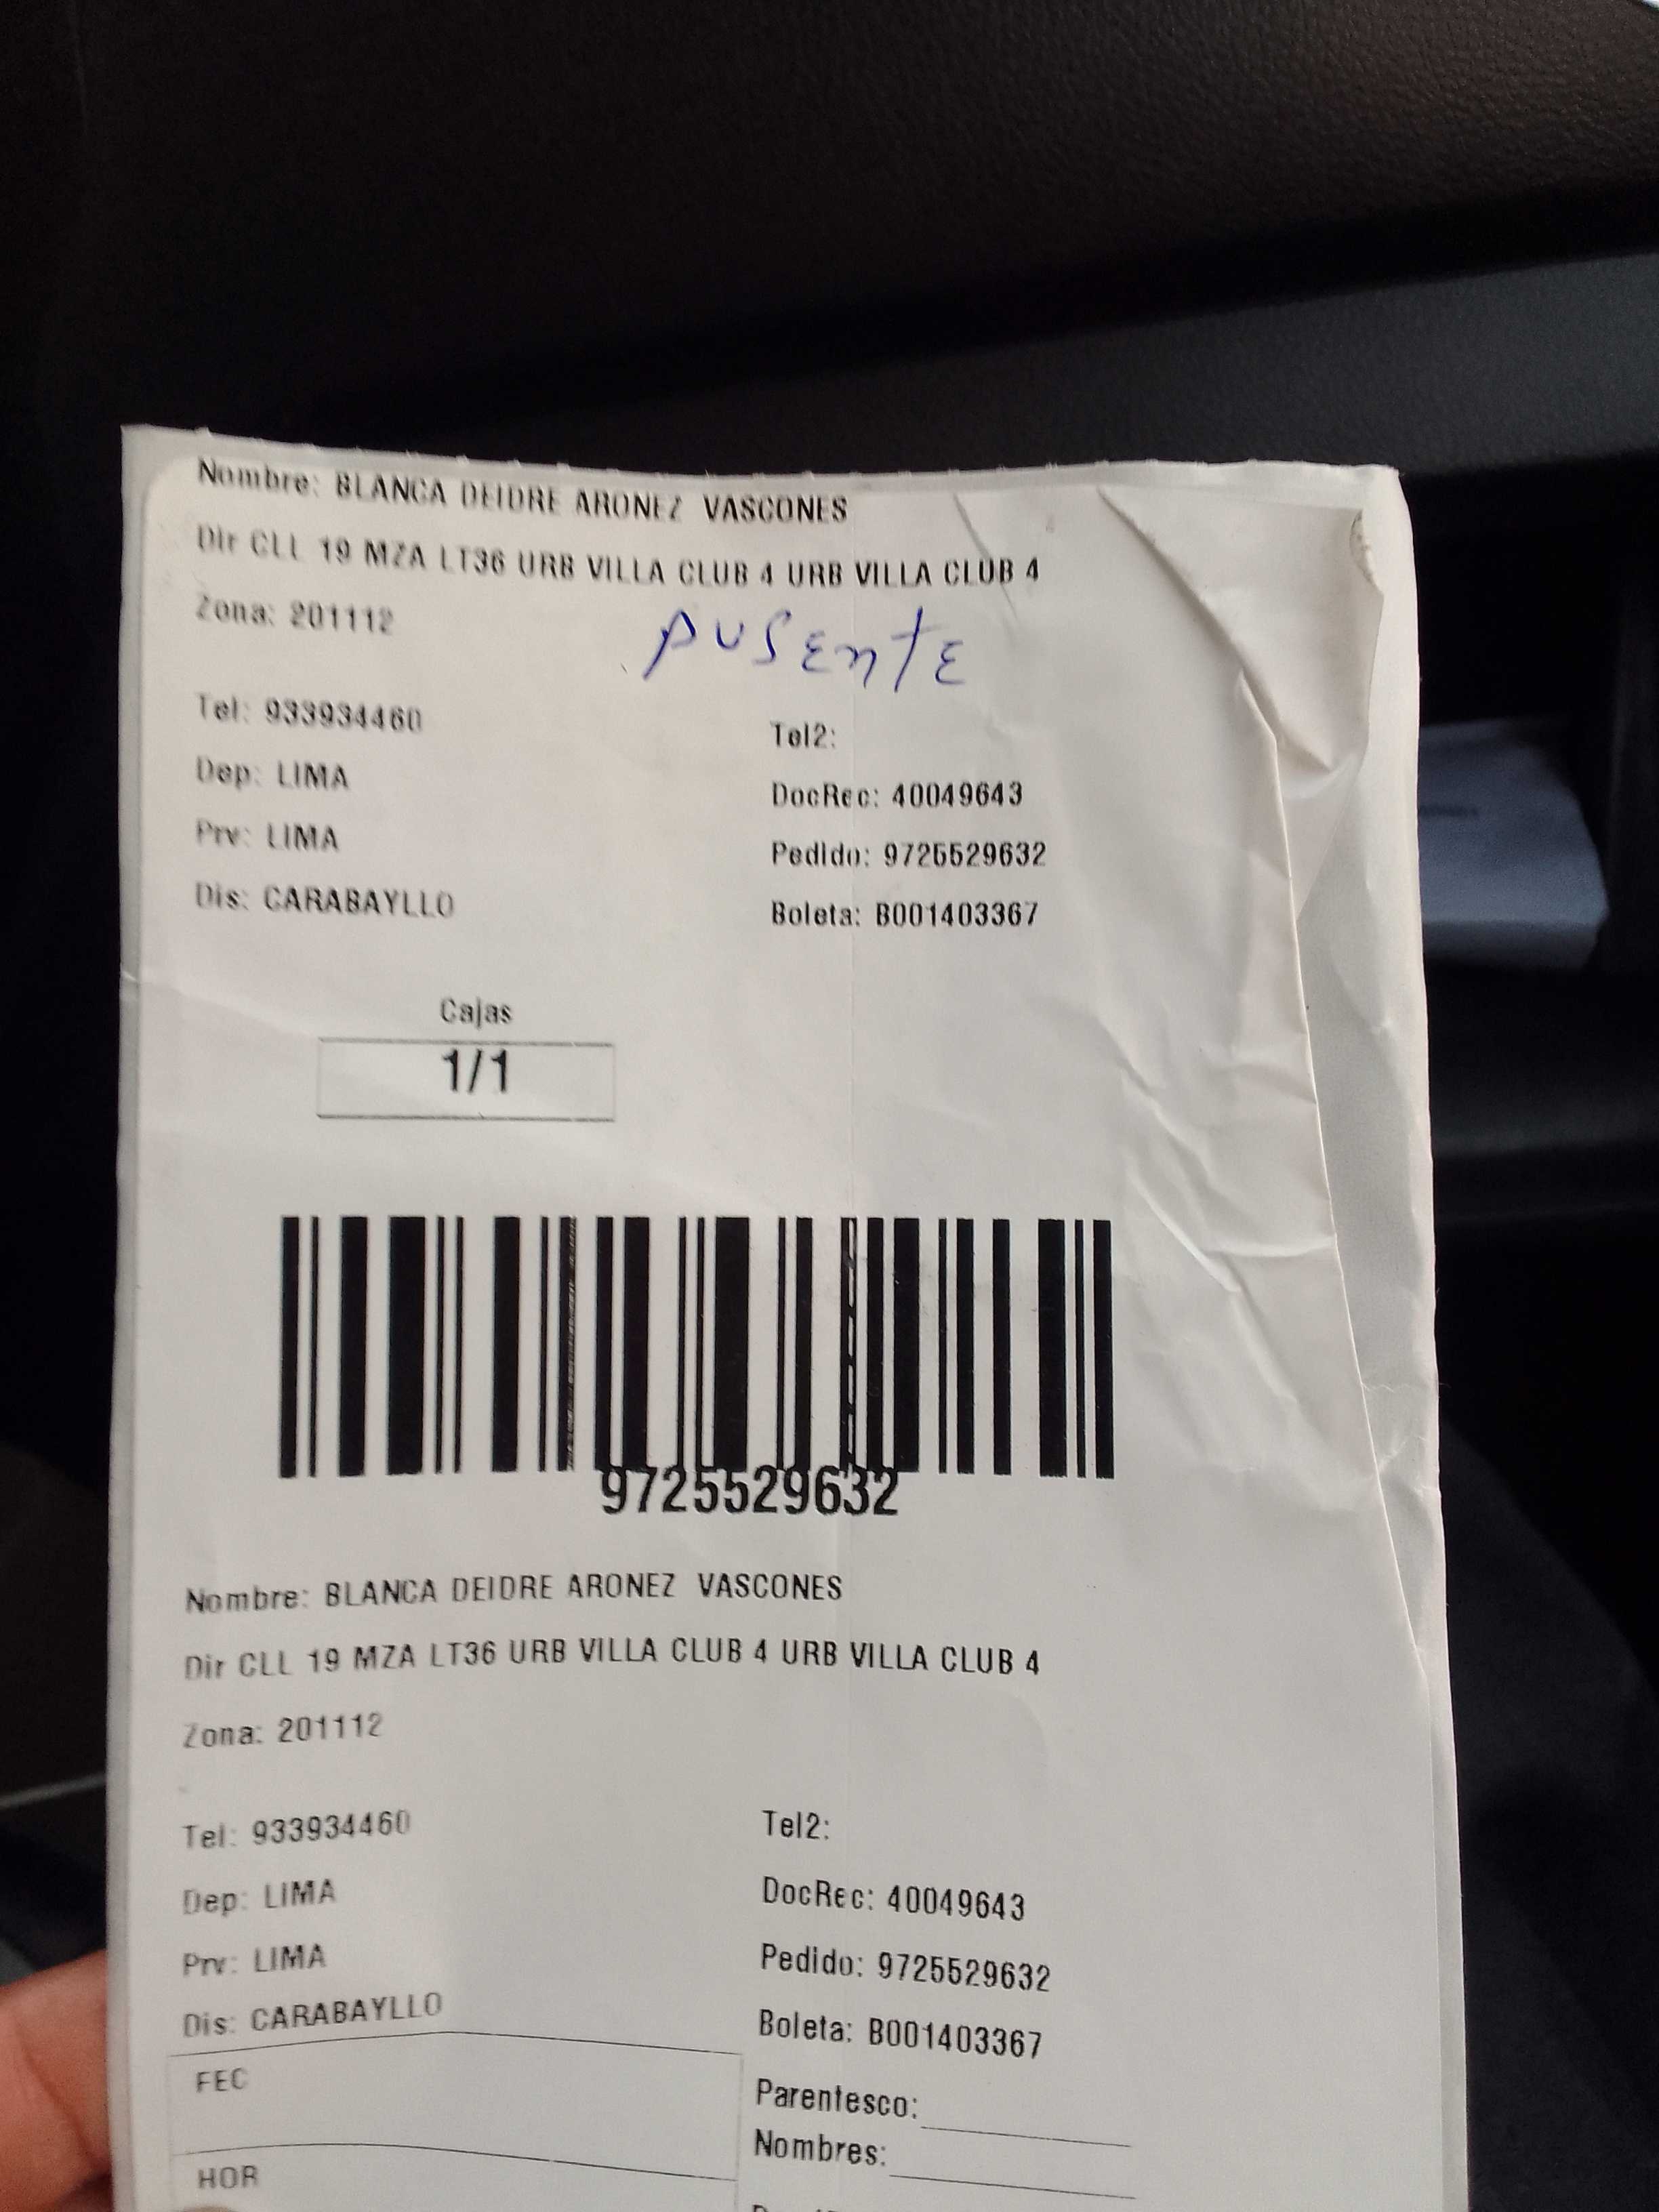 Nombre: BLANCA DEIDRE ARONEZ VASCONES
Dir CLL 19 MZA LT36 URB VILLA CLUB 4 URB VILLA CLUB 4
Zona: 201112
AUSENTE
Tel: 933934460
Tel2:
Dep: LIMA
DocRec: 40049643
Prv: LIMA
Pedido: 9725529632
Dis: CARABAYLLO
Boleta: B001403367
Cajas
1/1
9725529632
Nombre: BLANCA DEIDRE ARONEZ VASCONES
Dir CLL 19 MZA LT36 URB VILLA CLUB 4 URB VILLA CLUB 4
Zona: 201112
Tel: 933934460
Tel2:
Dep: LIMA
DocRec: 40049643
Prv: LIMA
Pedido: 9725529632
Dis: CARABAYLLO
Boleta: B001403367
FEC
Parentesco:
Nombres:
HOR